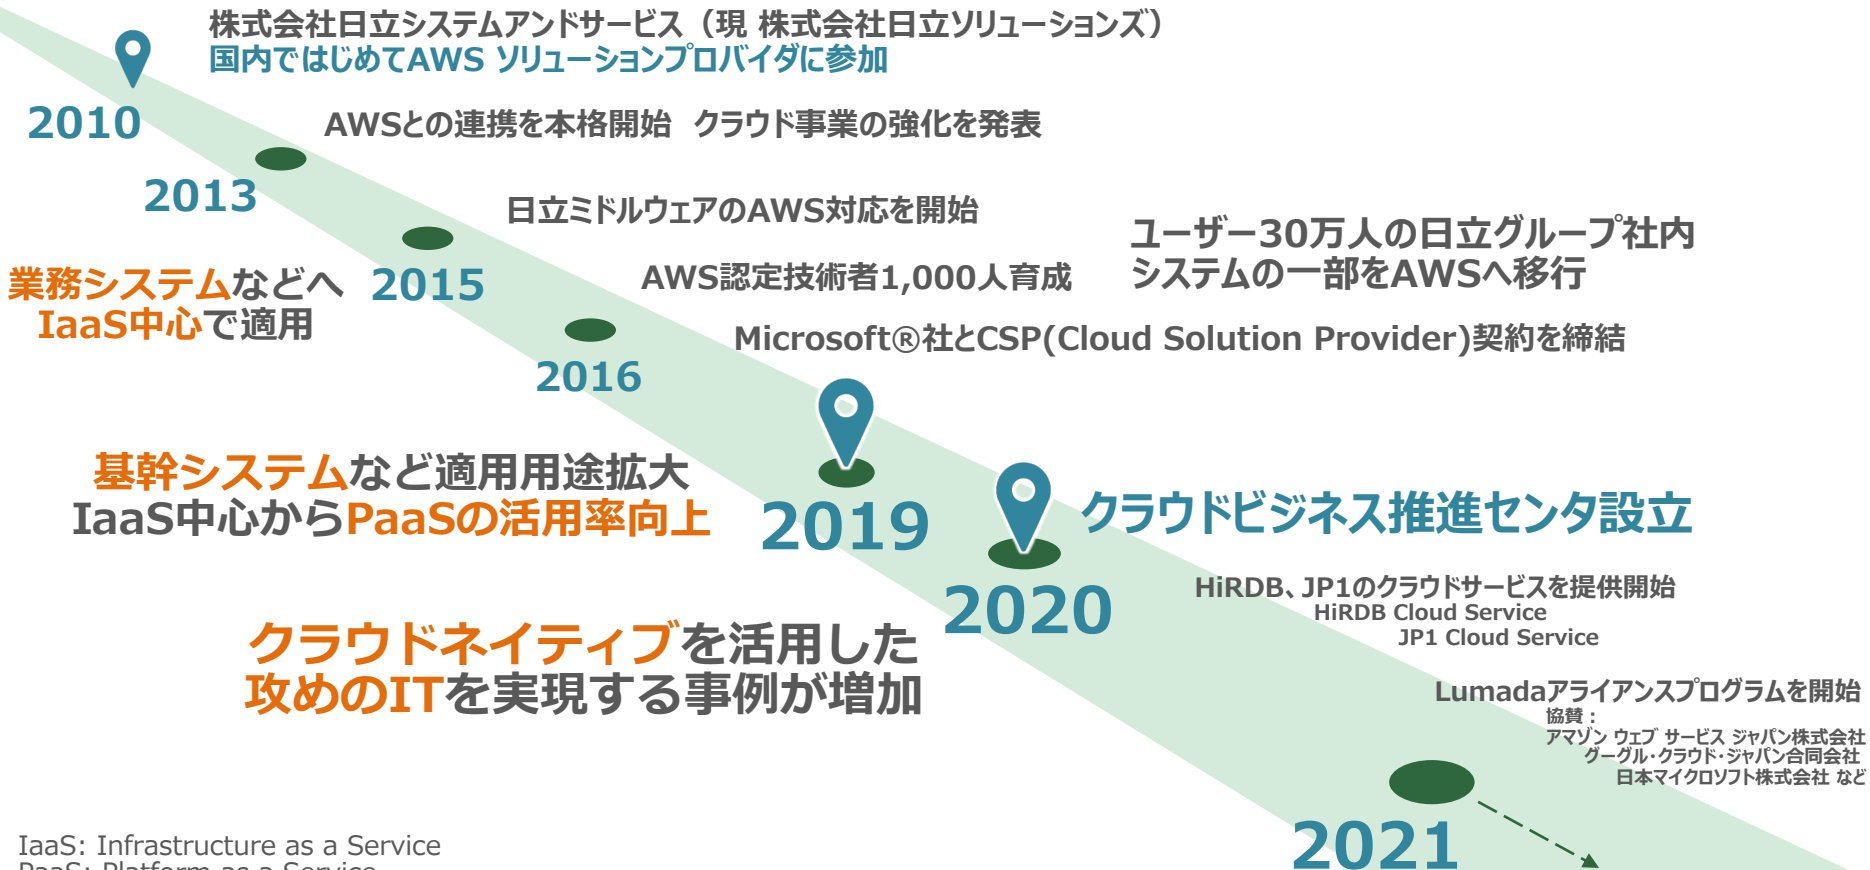 株式会社日立システムアンドサービス（現 株式会社日立ソリューションズ）
国内ではじめてAWS ソリューションプロバイダに参加
2010
AWSとの連携を本格開始 クラウド事業の強化を発表
2013
日立ミドルウェアのAWS対応を開始
2015
業務システムなどへ
IaaS中心で適用
AWS認定技術者1,000人育成
ユーザー30万人の日立グループ社内
システムの一部をAWSへ移行
Microsoft®社とCSP(Cloud Solution Provider)契約を締結
2016
基幹システムなど適用用途拡大
IaaS中心からPaaSの活用率向上
2019
クラウドビジネス推進センタ設立
2020
HiRDB、JP1のクラウドサービスを提供開始
HiRDB Cloud Service
JP1 Cloud Service
クラウドネイティブを活用した
攻めのITを実現する事例が増加
Lumadaアライアンスプログラムを開始
協賛：
アマゾン ウェブ サービス ジャパン株式会社
グーグル・クラウド・ジャパン合同会社
日本マイクロソフト株式会社 など
2021
IaaS: Infrastructure as a Service
PaaS: Platform as a Service